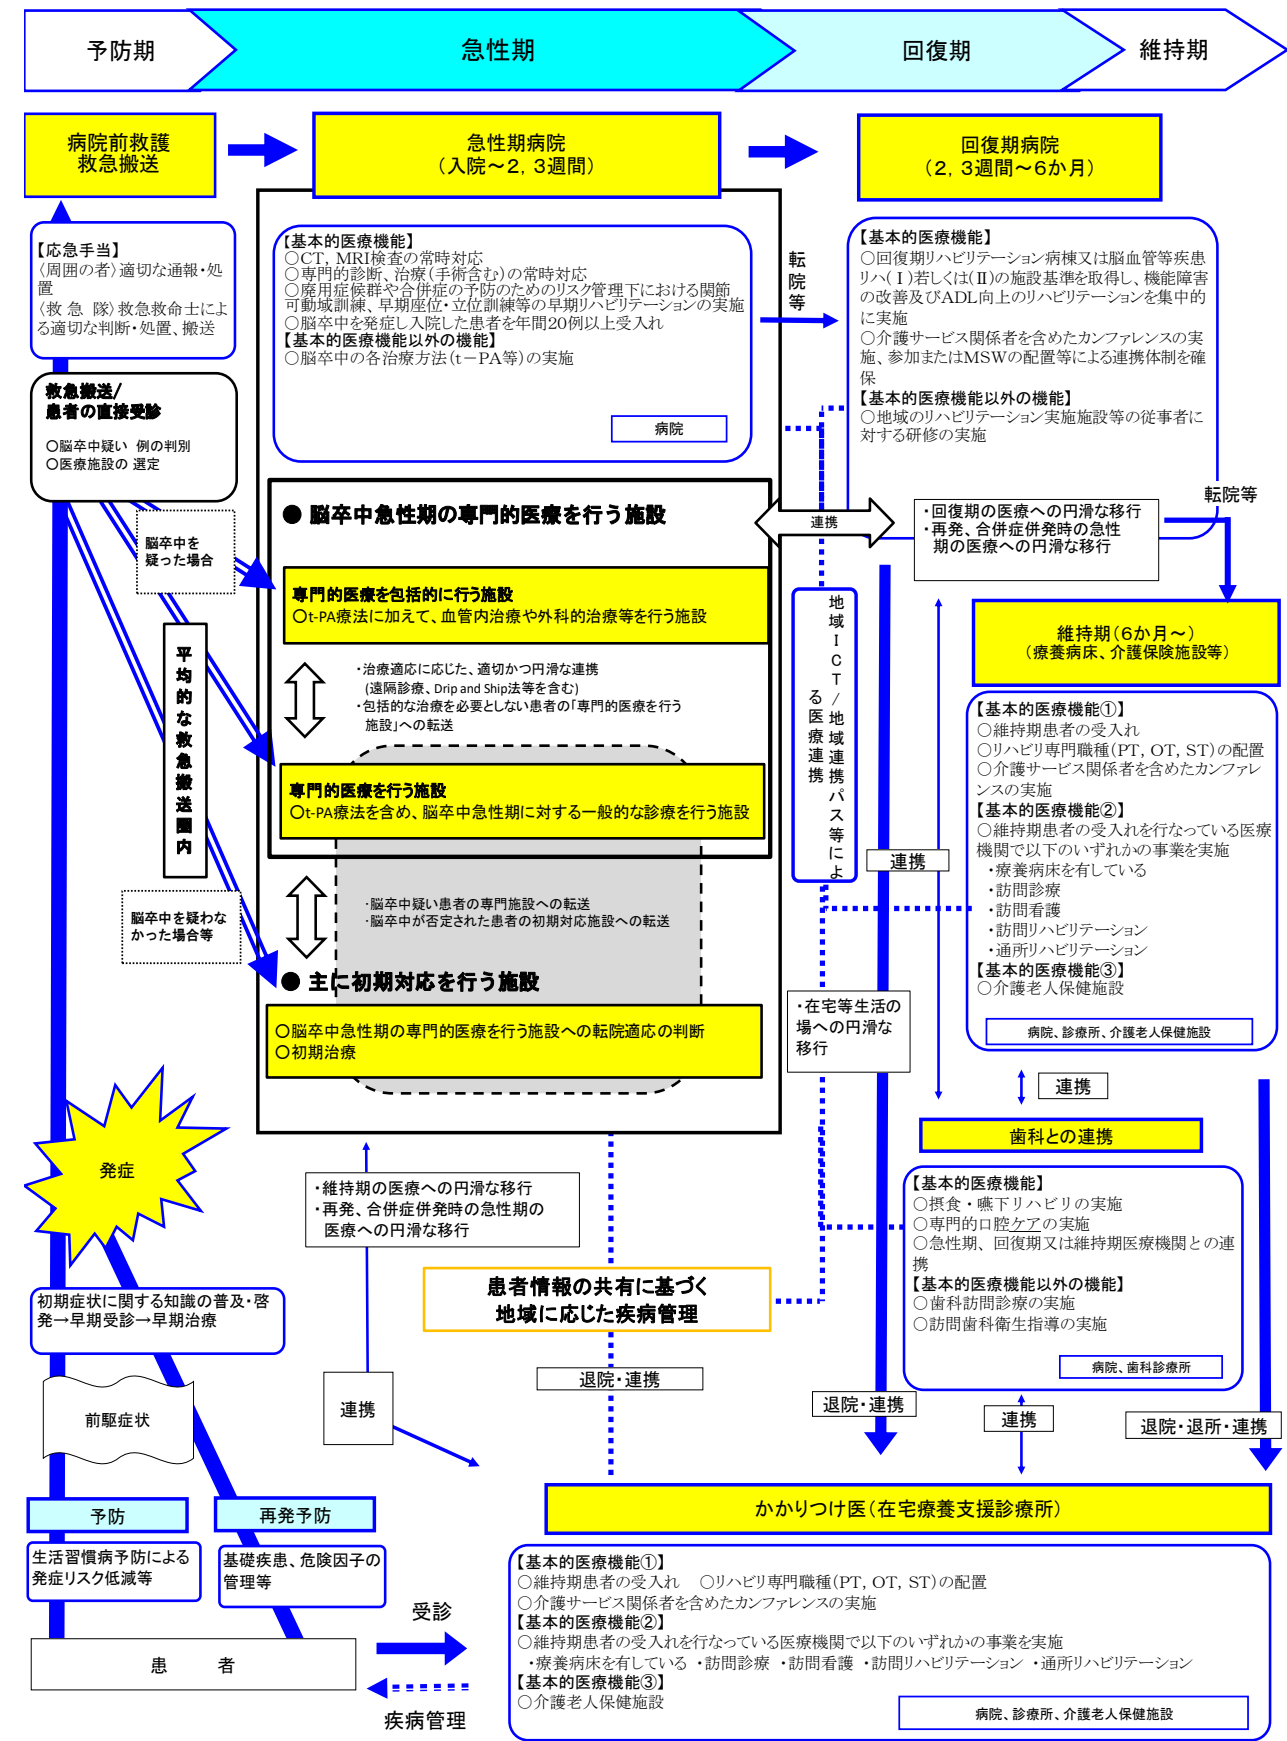 予防期
急性期
回復期
維持期
病院前救護
救急搬送
急性期病院
（入院～2，3週間）
回復期病院
（2，3週間～6か月）
【応急手当】
〈周囲の者〉適切な通報・処
置
〈救 急 隊〉救急救命士によ
る適切な判断・処置、搬送
救急搬送/
患者の直接受診
○脳卒中疑い 例の判別
○医療施設の 選定
【基本的医療機能】
○CT，MRI検査の常時対応
○専門的診断、治療（手術含む）の常時対応
○廃用症候群や合併症の予防のためのリスク管理下における関節
可動域訓練、早期座位・立位訓練等の早期リハビリテーションの実施
○脳卒中を発症し入院した患者を年間20例以上受入れ
【基本的医療機能以外の機能】
○脳卒中の各治療方法（t－PA等）の実施
病院
転院等
【基本的医療機能】
○回復期リハビリテーション病棟又は脳血管等疾患
リハ（Ⅰ）若しくは（Ⅱ）の施設基準を取得し、機能障害
の改善及びADL向上のリハビリテーションを集中的
に実施
○介護サービス関係者を含めたカンファレンスの実
施、参加またはMSWの配置等による連携体制を確
保
【基本的医療機能以外の機能】
○地域のリハビリテーション実施施設等の従事者に
対する研修の実施
転院等
● 脳卒中急性期の専門的医療を行う施設
連携
・回復期の医療への円滑な移行
・再発、合併症併発時の急性
期の医療への円滑な移行
脳卒中を
疑った場合
専門的医療を包括的に行う施設
○t-PA療法に加えて、血管内治療や外科的治療等を行う施設
・治療適応に応じた、適切かつ円滑な連携
(遠隔診療、Drip and Ship法等を含む)
・包括的な治療を必要としない患者の「専門的医療を行う
施設」への転送
平均的な救急搬送圏内
専門的医療を行う施設
○t-PA療法を含め、脳卒中急性期に対する一般的な診療を行う施設
地域ICT/地域連携パス等によ
る医療連携
維持期（6か月～）
（療養病床、介護保険施設等）
【基本的医療機能①】
○維持期患者の受入れ
○リハビリ専門職種（PT，OT，ST）の配置
○介護サービス関係者を含めたカンファレ
ンスの実施
【基本的医療機能②】
○維持期患者の受入れを行なっている医療
機関で以下のいずれかの事業を実施
・療養病床を有している
・訪問診療
・訪問看護
・訪問リハビリテーション
・通所リハビリテーション
【基本的医療機能③】
○介護老人保健施設
病院、診療所、介護老人保健施設
連携
脳卒中を疑わな
かった場合等
・脳卒中疑い患者の専門施設への転送
・脳卒中が否定された患者の初期対応施設への転送
● 主に初期対応を行う施設
○脳卒中急性期の専門的医療を行う施設への転院適応の判断
○初期治療
・在宅等生活の
場への円滑な
移行
連携
歯科との連携
【基本的医療機能】
○摂食・嚥下リハビリの実施
○専門的口腔ケアの実施
○急性期、回復期又は維持期医療機関との連
携
【基本的医療機能以外の機能】
○歯科訪問診療の実施
○訪問歯科衛生指導の実施
病院、歯科診療所
発症
・維持期の医療への円滑な移行
・再発、合併症併発時の急性期の
医療への円滑な移行
患者情報の共有に基づく
地域に応じた疾病管理
初期症状に関する知識の普及・啓
発→早期受診→早期治療
退院・連携
連携
退院・連携
連携
退院・退所・連携
前駆症状
予防
再発予防
生活習慣病予防による
発症リスク低減等
基礎疾患、危険因子の
管理等
かかりつけ医（在宅療養支援診療所）
【基本的医療機能①】
○維持期患者の受入れ ○リハビリ専門職種（PT，OT，ST）の配置
○介護サービス関係者を含めたカンファレンスの実施
【基本的医療機能②】
○維持期患者の受入れを行なっている医療機関で以下のいずれかの事業を実施
・療養病床を有している ・訪問診療 ・訪問看護 ・訪問リハビリテーション ・通所リハビリテーション
【基本的医療機能③】
○介護老人保健施設
病院、診療所、介護老人保健施設
受診
患 者
疾病管理